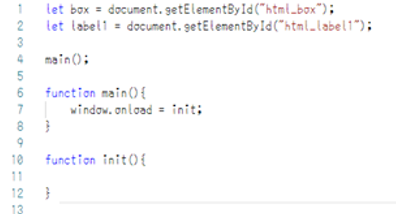 1 let box = document.getElementById("html_box");
2 let label1 = document.getElementById("html_label1");
3
4 main();
5
6 function main(){
7 window.onload = init;
8 }
9
10 function init(){
11
12 }
13